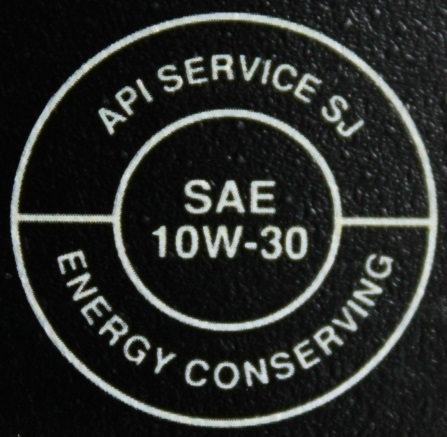 API SERVICE SJ
SAE
10W-30
ENERGY CONSERVING